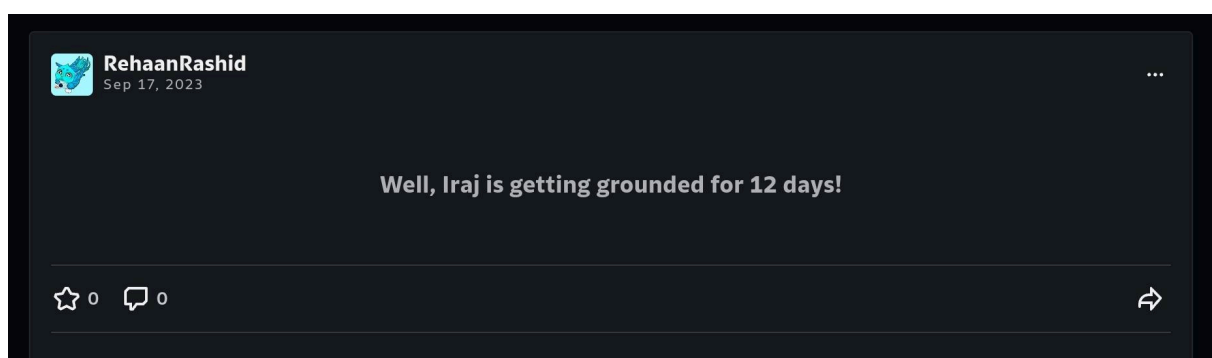 RehaanRashid
Sep 17, 2023
Well, Iraj is getting grounded for 12 days!
0 0